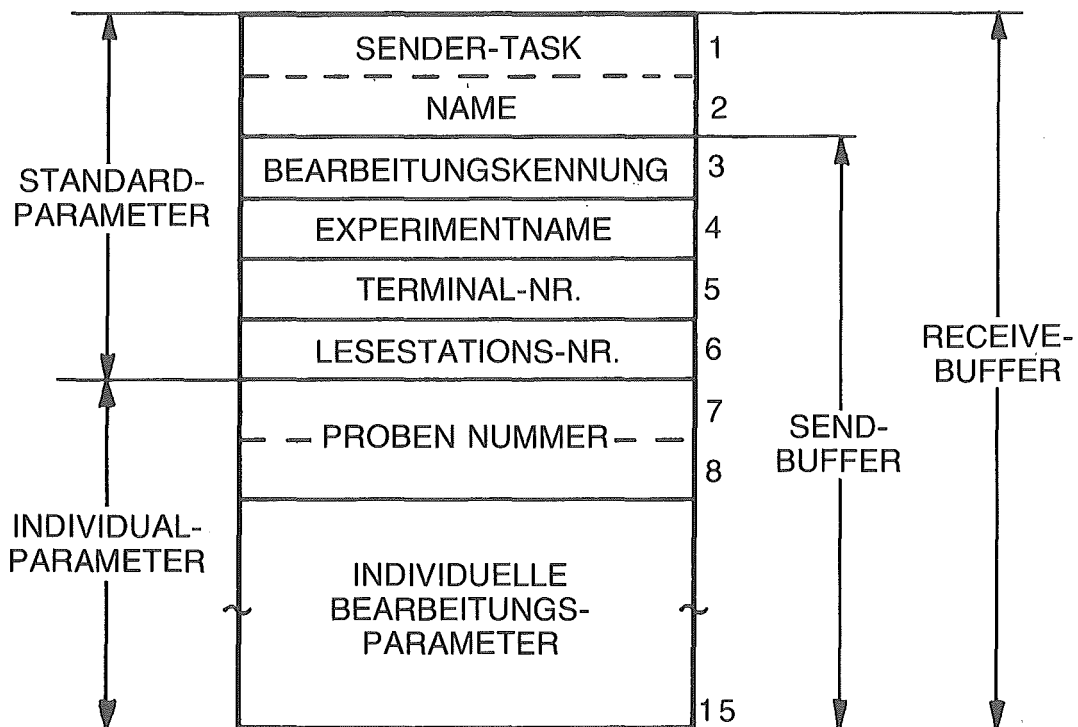 SENDER-TASK 1
NAME 2
BEARBEITUNGSKENNUNG 3
EXPERIMENTNAME 4
TERMINAL-NR. 5
LESESTATIONS-NR. 6
7
PROBEN NUMMER
8
INDIVIDUELLE
BEARBEITUNGS-
PARAMETER
15
STANDARD-
PARAMETER
INDIVIDUAL-
PARAMETER
SEND-
BUFFER
RECEIVE-
BUFFER